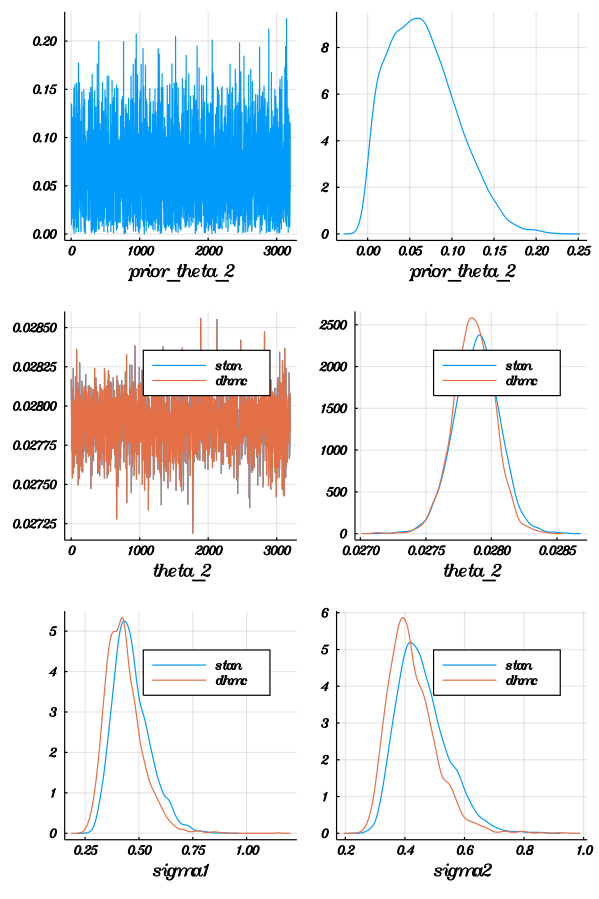 0.20
0.15
0.10
0.05
0.00
0 1000 2000 3000
prior_theta_2
8
6
4
2
0
0.00 0.05 0.10 0.15 0.20 0.25
prior_theta_2
0.02850
0.02825
0.02800
0.02775
0.02750
0.02725
stan
dhmc
0 1000 2000 3000
theta_2
2500
2000
1500
1000
500
0
stan
dhmc
0.0270 0.0275 0.0280 0.0285
theta_2
5
4
3
2
1
0
stan
dhmc
0.25 0.50 0.75 1.00
sigma1
6
5
4
3
2
1
0
stan
dhmc
0.2 0.4 0.6 0.8 1.0
sigma2